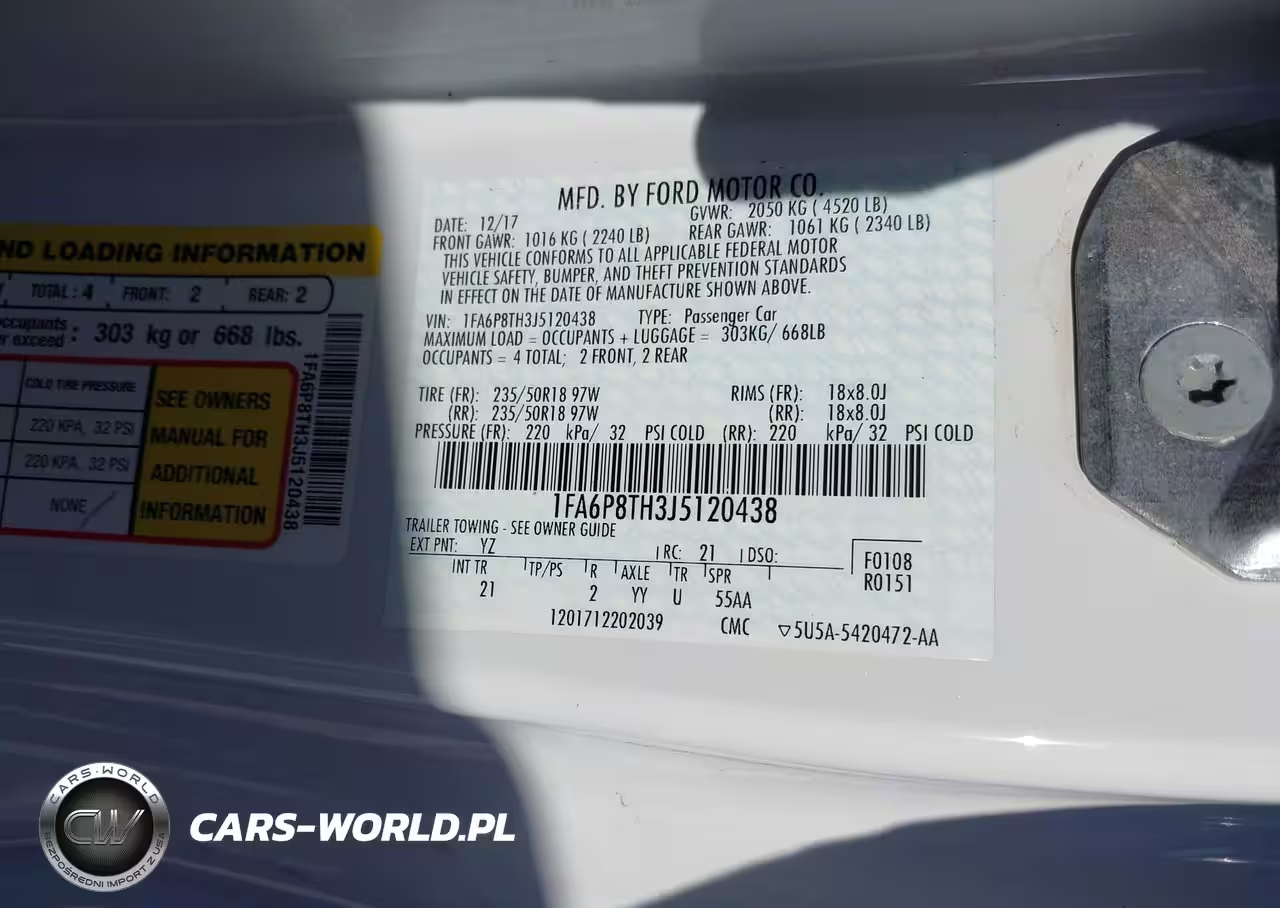 MFD. BY FORD MOTOR CO.
DATE: 12/17 GVWR: 2050 KG ( 4520 LB)
FRONT GAWR: 1016 KG ( 2240 LB) REAR GAWR: 1061 KG ( 2340 LB)
THIS VEHICLE CONFORMS TO ALL APPLICABLE FEDERAL MOTOR
VEHICLE SAFETY, BUMPER, AND THEFT PREVENTION STANDARDS
IN EFFECT ON THE DATE OF MANUFACTURE SHOWN ABOVE.
VIN: 1FA6P8TH3J5120438 TYPE: Passenger Car
MAXIMUM LOAD = OCCUPANTS + LUGGAGE = 303KG/ 668LB
OCCUPANTS = 4 TOTAL; 2 FRONT, 2 REAR
TIRE (FR): 235/50R18 97W RIMS (FR): 18x8.0J
(RR): 235/50R18 97W (RR): 18x8.0J
PRESSURE (FR): 220 kPa/ 32 PSI COLD (RR): 220 kPa/ 32 PSI COLD
1FA6P8TH3J5120438
TRAILER TOWING - SEE OWNER GUIDE
EXT PNT: YZ RC: 21 DSO:
F0108
R0151
INT TR TP/PS R AXLE TR SPR
21 2 YY U 55AA
1201712202039 CMC ▽5U5A-5420472-AA
ND LOADING INFORMATION
TOTAL : 4 FRONT: 2 REAR: 2
ccupants
r exceed : 303 kg or 668 lbs.
COLD TIRE PRESSURE
220 KPA, 32 PSI
220 KPA, 32 PSI
NONE
SEE OWNERS
MANUAL FOR
ADDITIONAL
INFORMATION
1FA6P8TH3J5120438
CARS-WORLD
CW
BEZPOŚREDNI IMPORT Z USA
CARS-WORLD.PL